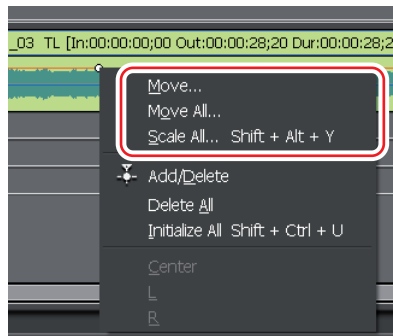 _03 TL [In:00:00:00;00 Out:00:00:28;20 Dur:00:00:28;2
Move...
Move All...
Scale All... Shift + Alt + Y
Add/Delete
Delete All
Initialize All Shift + Ctrl + U
Center
L
R